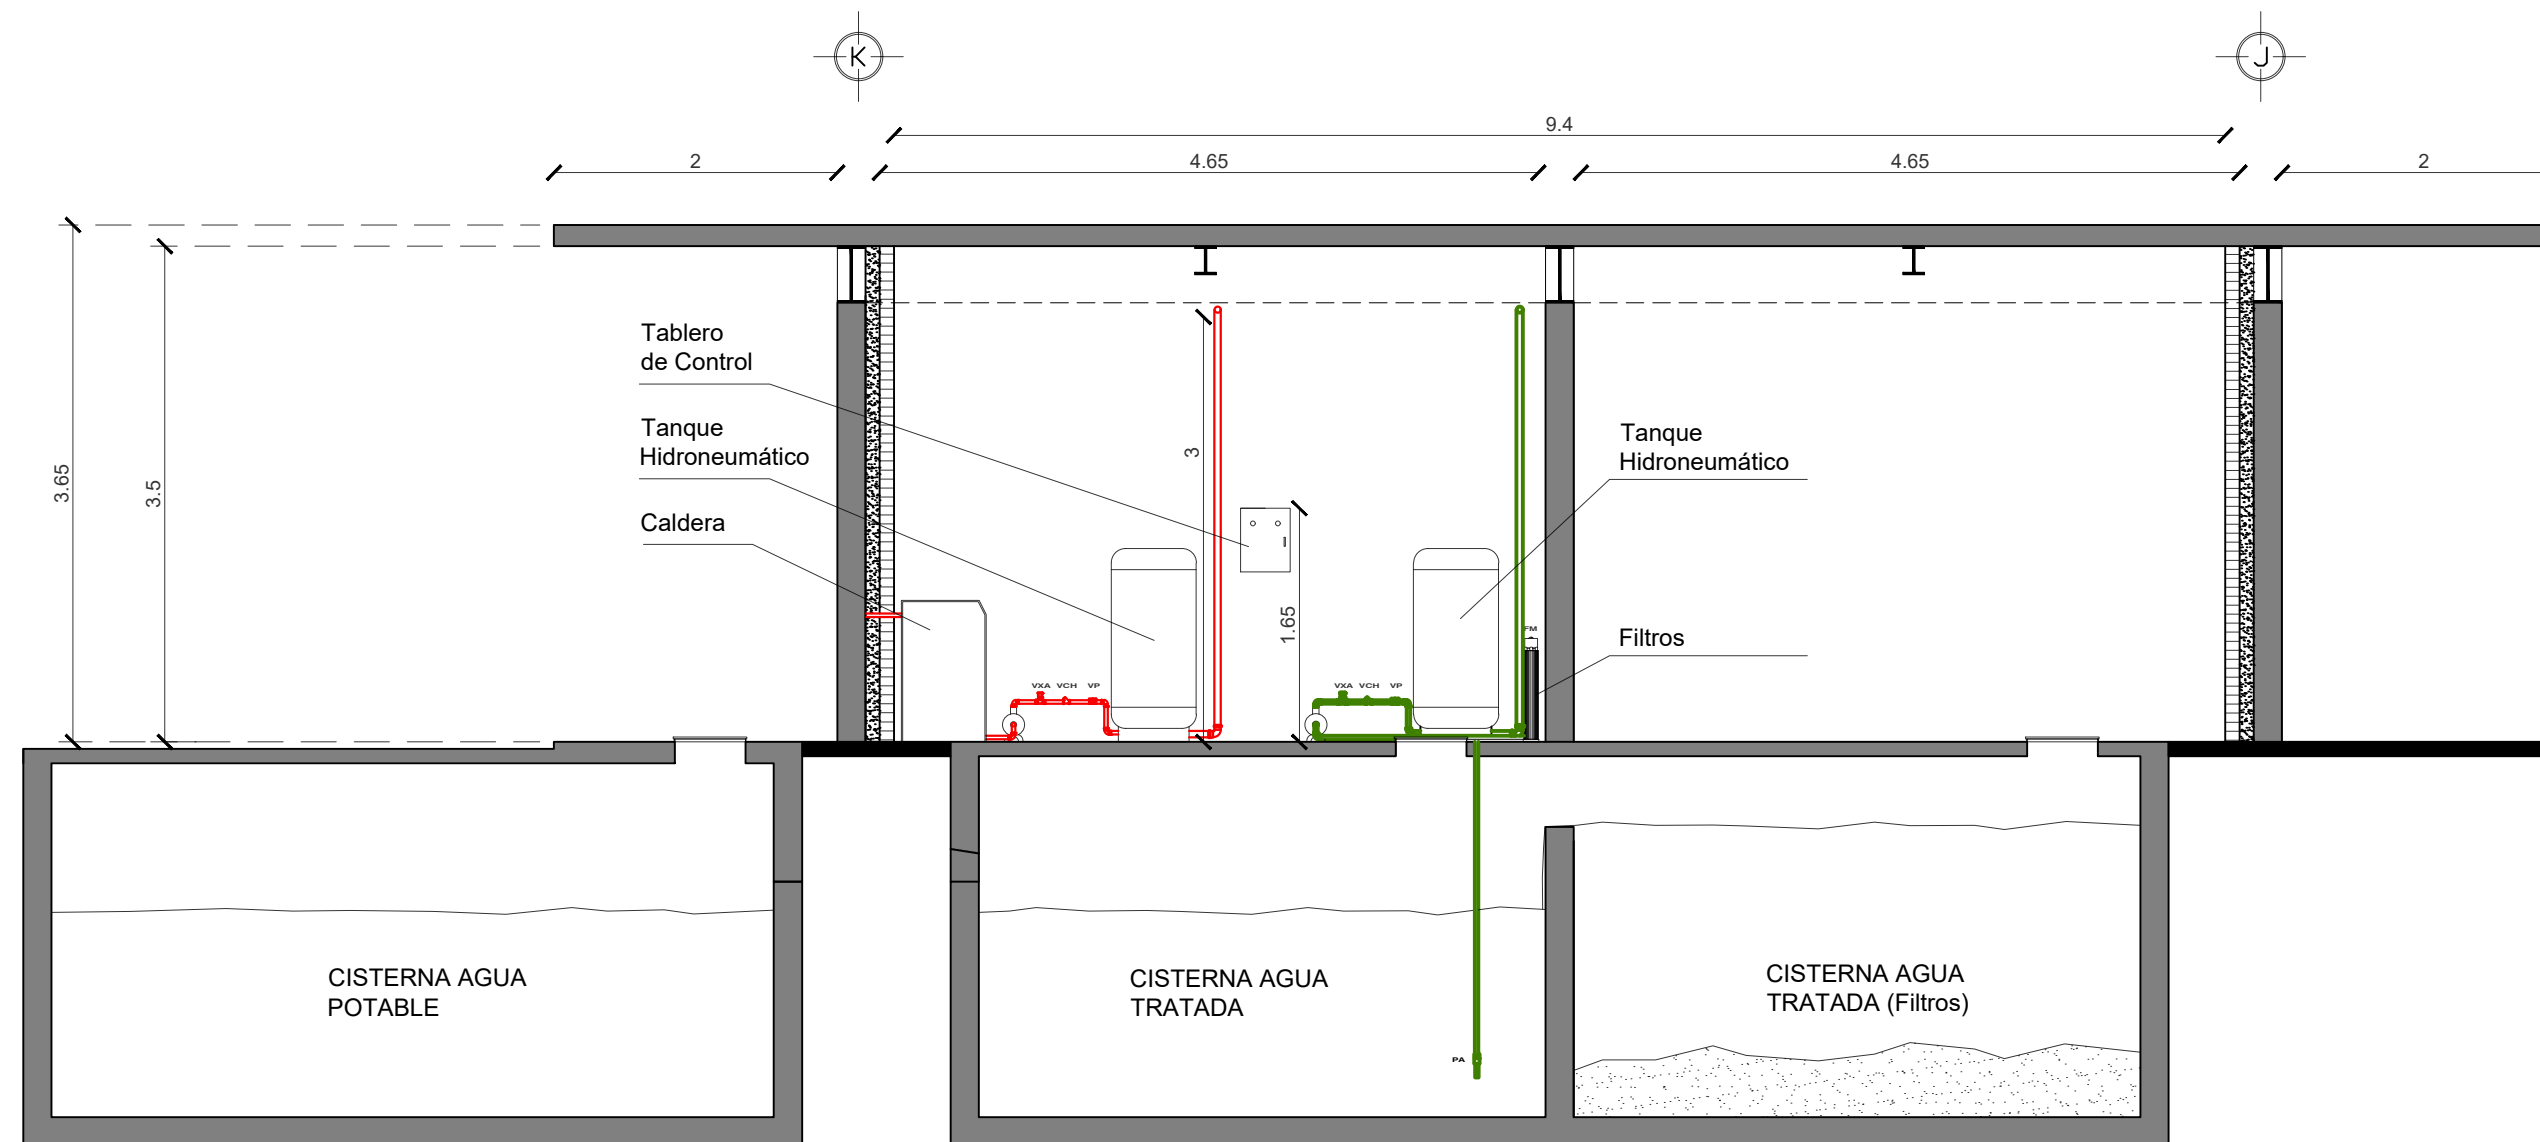 K
J
9.4
2
4.65
4.65
2
Tablero
de Control
Tanque
Hidroneumático
Caldera
3.65
3.5
3
1.65
Tanque
Hidroneumático
Filtros
FM
VXA VCH VP
VXA VCH VP
CISTERNA AGUA
POTABLE
CISTERNA AGUA
TRATADA
CISTERNA AGUA
TRATADA (Filtros)
PA